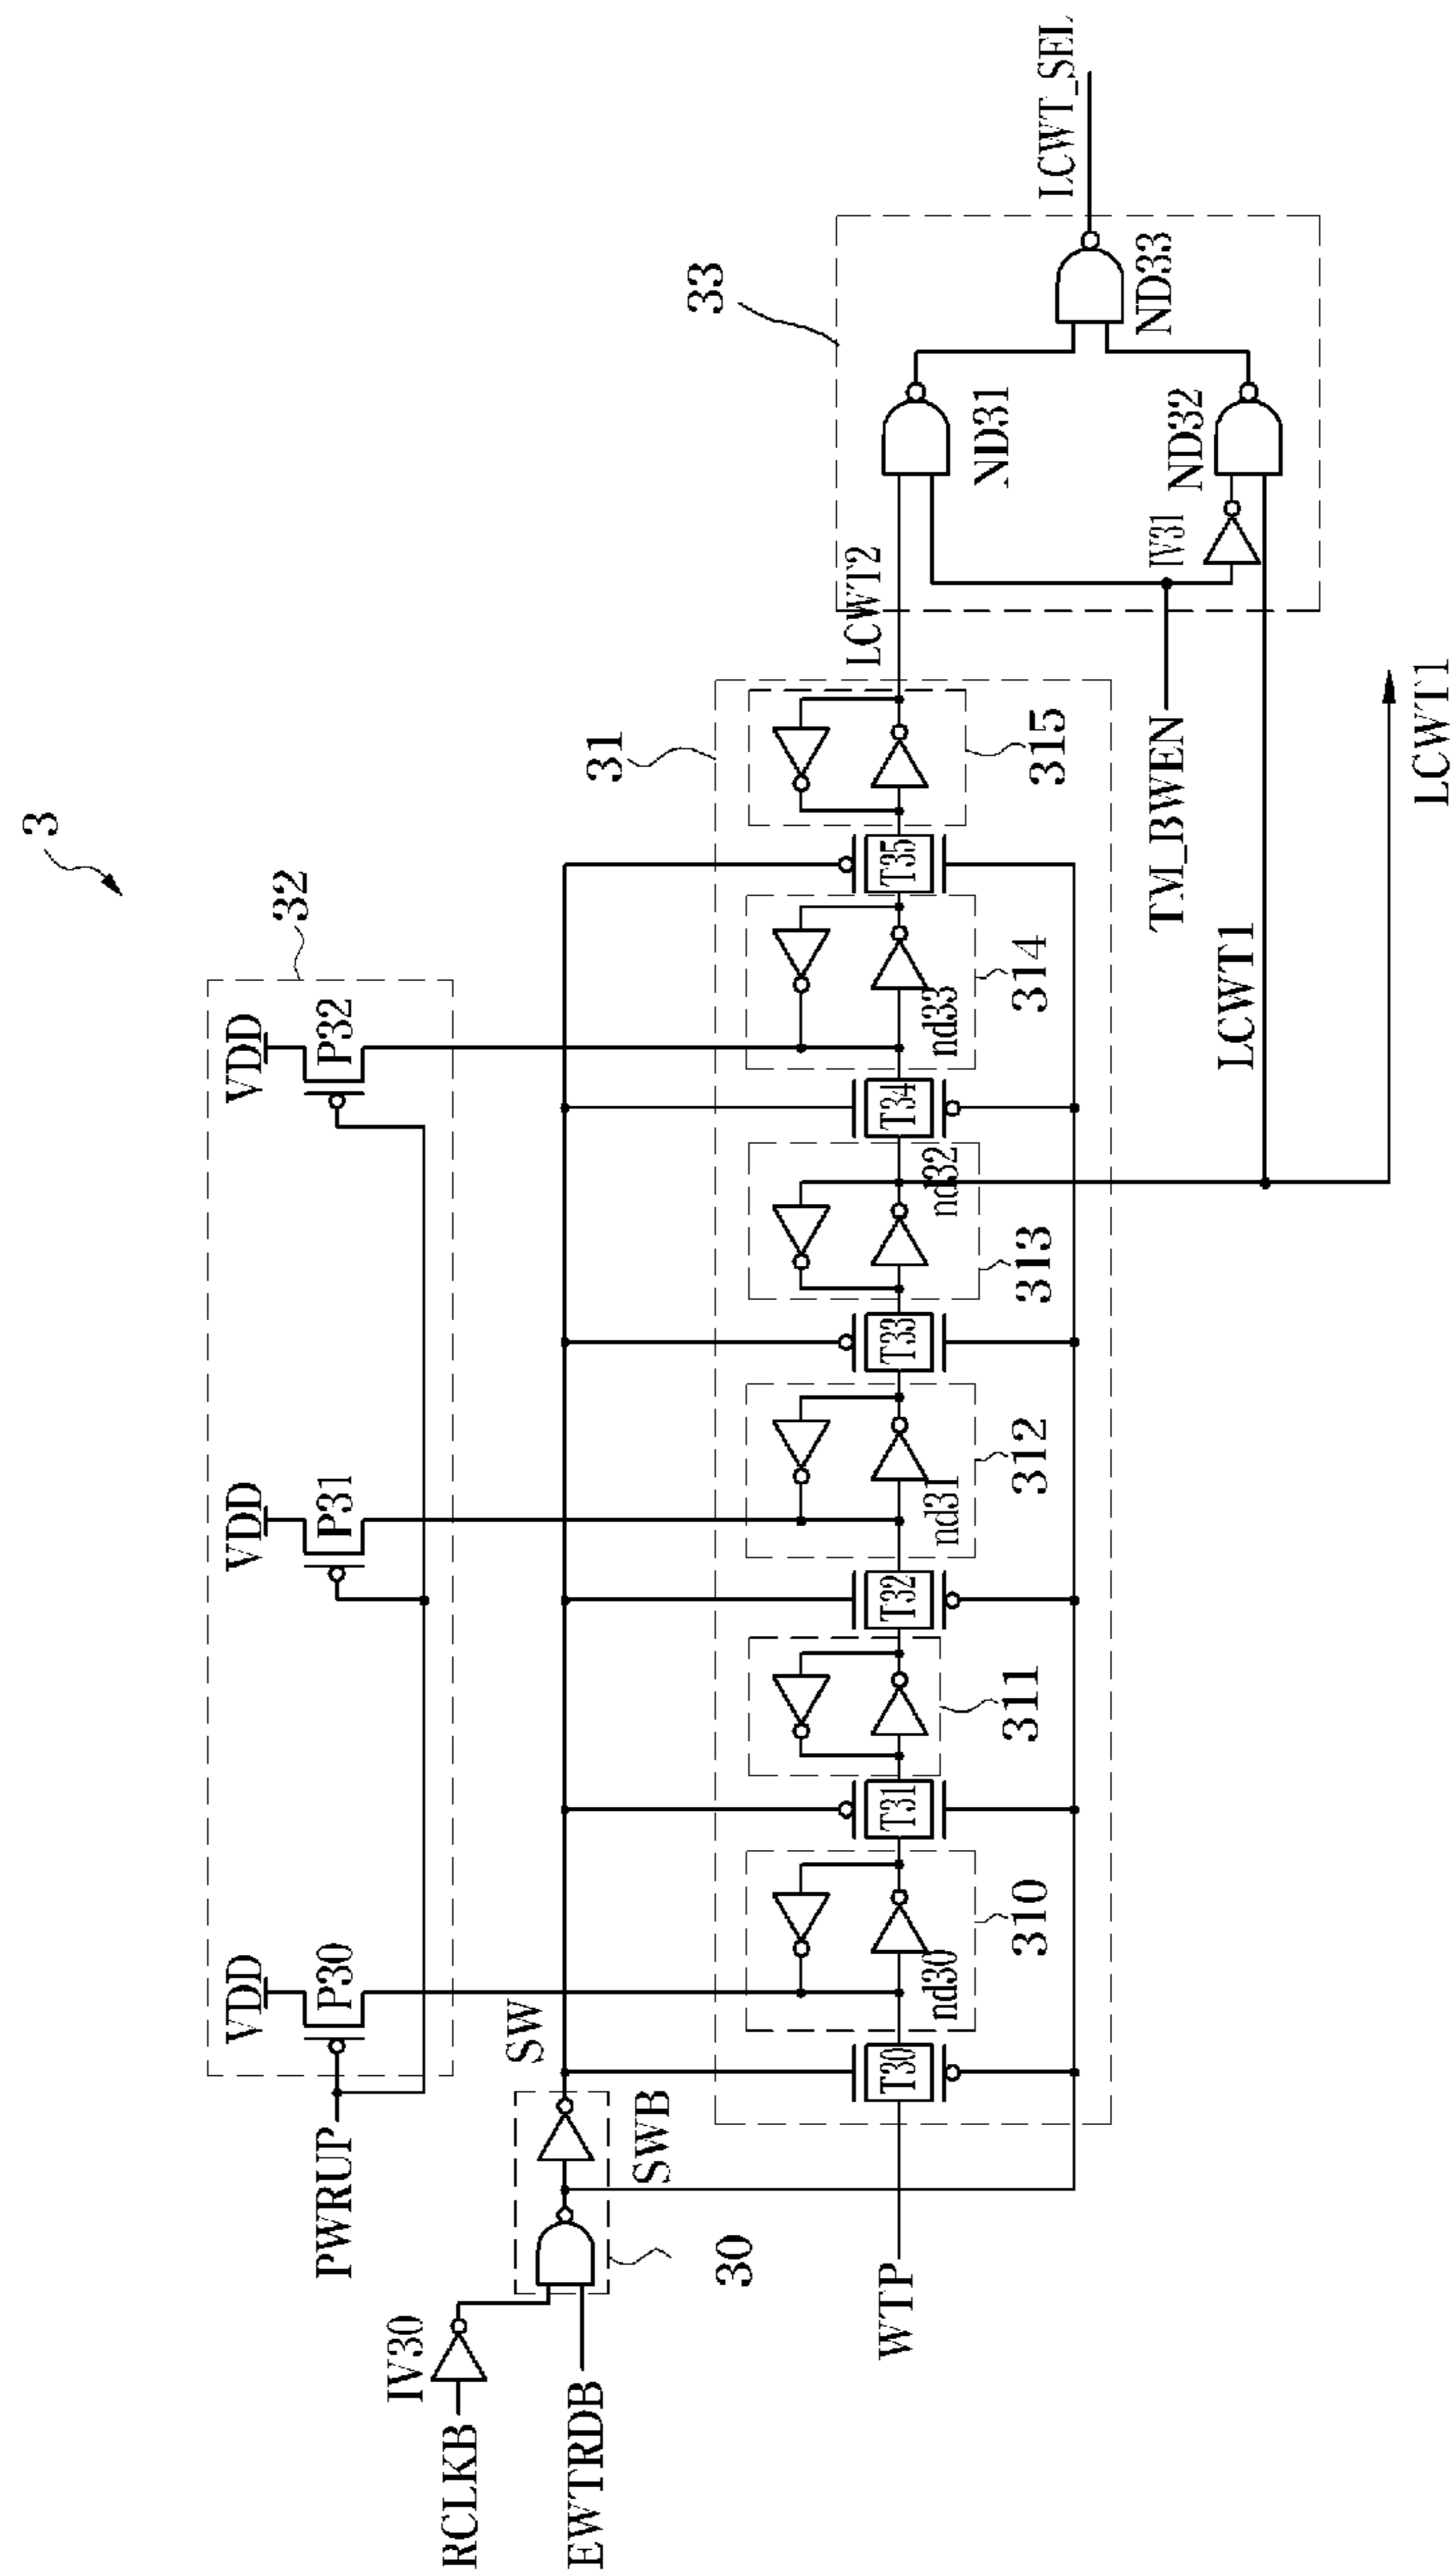 3
32
VDD
P30
VDD
P31
VDD
P32
PWRUP
IV30
RCLKB
EWTRDB
30
SW
SWB
31
WTP
T30
nd30
310
T31
311
T32
nd31
312
T33
313
nd32
T34
nd33
314
T35
315
LCWT2
33
ND31
IV31
ND32
ND33
LCWT_SEL
TM_BWEN
LCWT1
LCWT1